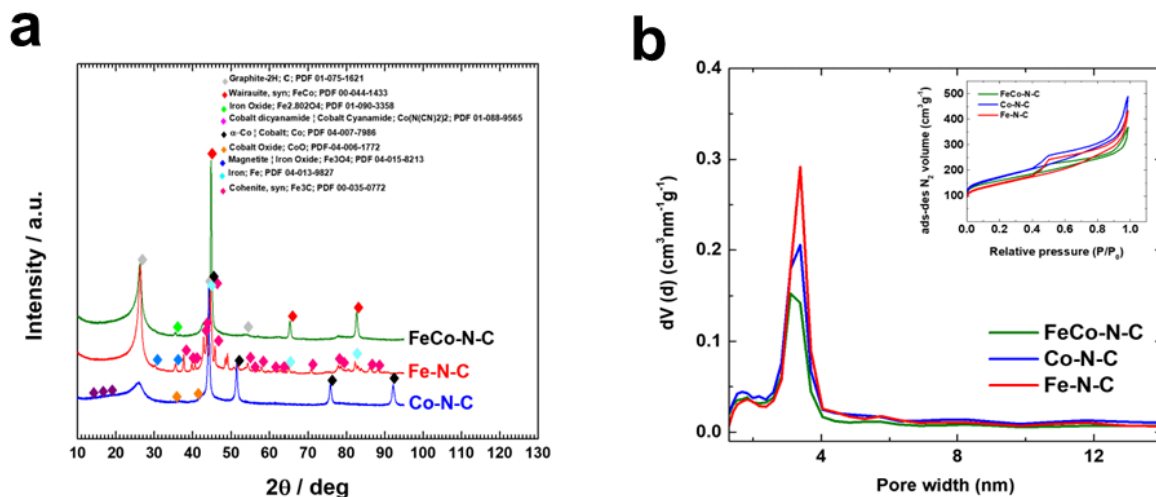 a
Graphite-2H; C; PDF 01-075-1621
Wairauite, syn; FeCo; PDF 00-044-1433
Iron Oxide; Fe2.802O4; PDF 01-090-3358
Cobalt dicyanamide ¦ Cobalt Cyanamide; Co(N(CN)2)2; PDF 01-088-9565
α-Co ¦ Cobalt; Co; PDF 04-007-7986
Cobalt Oxide; CoO; PDF-04-006-1772
Magnetite ¦ Iron Oxide; Fe3O4; PDF 04-015-8213
Iron; Fe; PDF 04-013-9827
Cohenite, syn; Fe3C; PDF 00-035-0772
Intensity / a.u.
FeCo-N-C
Fe-N-C
Co-N-C
10 20 30 40 50 60 70 80 90 100 110 120 130
2θ / deg
b
0.4
0.3
0.2
0.1
0.0
dV (d) (cm³nm⁻¹g⁻¹)
4 8 12
Pore width (nm)
FeCo-N-C
Co-N-C
Fe-N-C
500
400
300
200
100
ads-des N₂ volume (cm³g⁻¹)
FeCo-N-C
Co-N-C
Fe-N-C
0.0 0.2 0.4 0.6 0.8 1.0
Relative pressure (P/P₀)